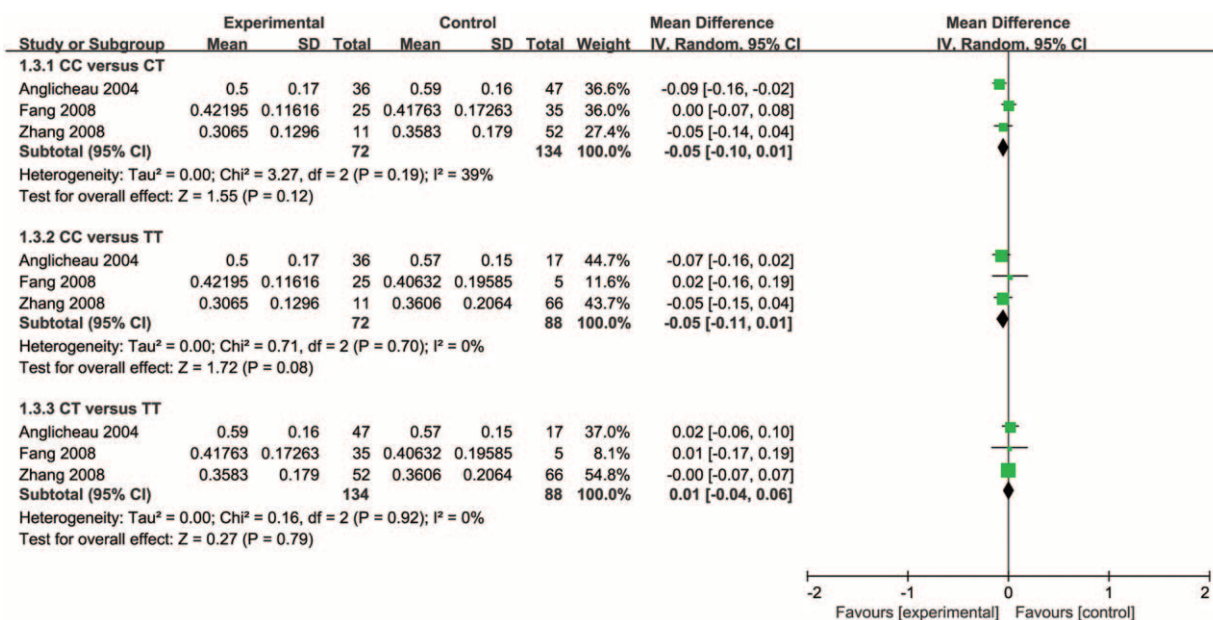 Experimental Control Mean Difference Mean Difference
Study or Subgroup Mean SD Total Mean SD Total Weight IV, Random, 95% CI IV, Random, 95% CI
1.3.1 CC versus CT
Anglicheau 2004 0.5 0.17 36 0.59 0.16 47 36.6% -0.09 [-0.16, -0.02]
Fang 2008 0.42195 0.11616 25 0.41763 0.17263 35 36.0% 0.00 [-0.07, 0.08]
Zhang 2008 0.3065 0.1296 11 0.3583 0.179 52 27.4% -0.05 [-0.14, 0.04]
Subtotal (95% CI) 72 134 100.0% -0.05 [-0.10, 0.01]
Heterogeneity: Tau² = 0.00; Chi² = 3.27, df = 2 (P = 0.19); I² = 39%
Test for overall effect: Z = 1.55 (P = 0.12)
1.3.2 CC versus TT
Anglicheau 2004 0.5 0.17 36 0.57 0.15 17 44.7% -0.07 [-0.16, 0.02]
Fang 2008 0.42195 0.11616 25 0.40632 0.19585 5 11.6% 0.02 [-0.16, 0.19]
Zhang 2008 0.3065 0.1296 11 0.3606 0.2064 66 43.7% -0.05 [-0.15, 0.04]
Subtotal (95% CI) 72 88 100.0% -0.05 [-0.11, 0.01]
Heterogeneity: Tau² = 0.00; Chi² = 0.71, df = 2 (P = 0.70); I² = 0%
Test for overall effect: Z = 1.72 (P = 0.08)
1.3.3 CT versus TT
Anglicheau 2004 0.59 0.16 47 0.57 0.15 17 37.0% 0.02 [-0.06, 0.10]
Fang 2008 0.41763 0.17263 35 0.40632 0.19585 5 8.1% 0.01 [-0.17, 0.19]
Zhang 2008 0.3583 0.179 52 0.3606 0.2064 66 54.8% -0.00 [-0.07, 0.07]
Subtotal (95% CI) 134 88 100.0% 0.01 [-0.04, 0.06]
Heterogeneity: Tau² = 0.00; Chi² = 0.16, df = 2 (P = 0.92); I² = 0%
Test for overall effect: Z = 0.27 (P = 0.79)
-2 -1 0 1 2
Favours [experimental] Favours [control]